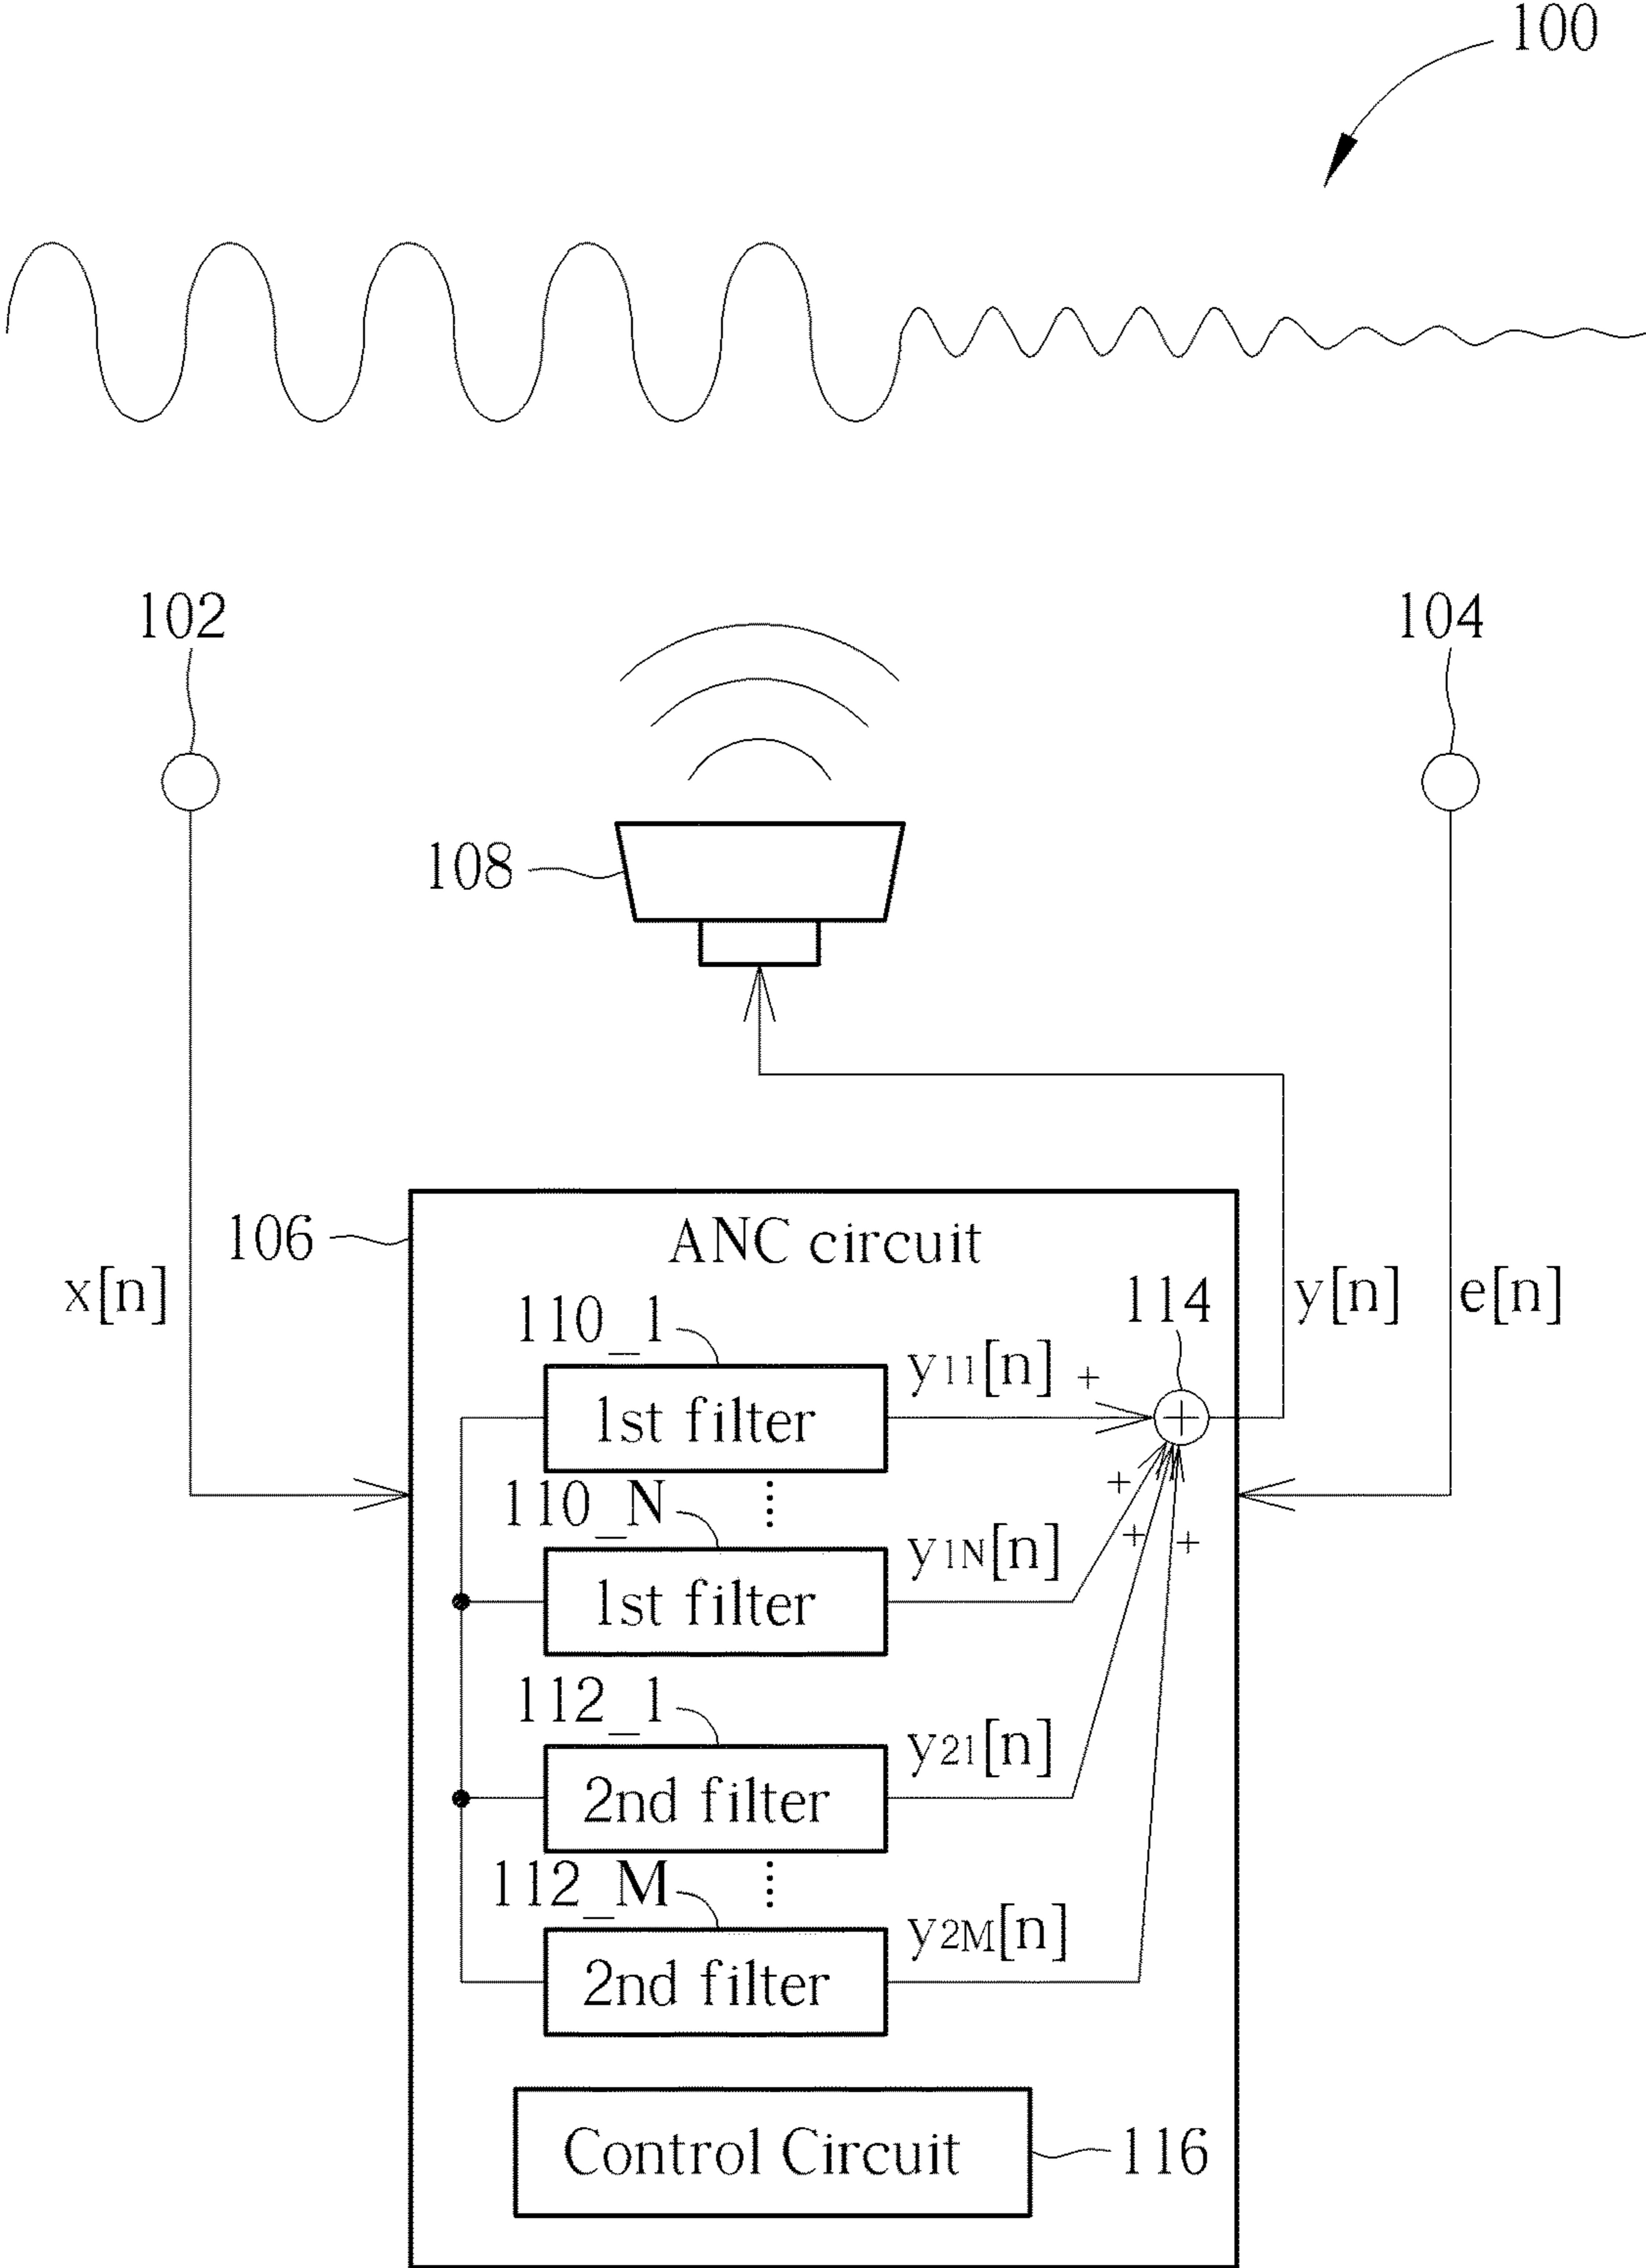 100
102
104
108
106
ANC circuit
x[n]
114
y[n]
e[n]
110_1
y11[n]
+
1st filter
+
110_N
+
y1N[n]
+
+
1st filter
112_1
y21[n]
2nd filter
112_M
y2M[n]
2nd filter
Control Circuit
116